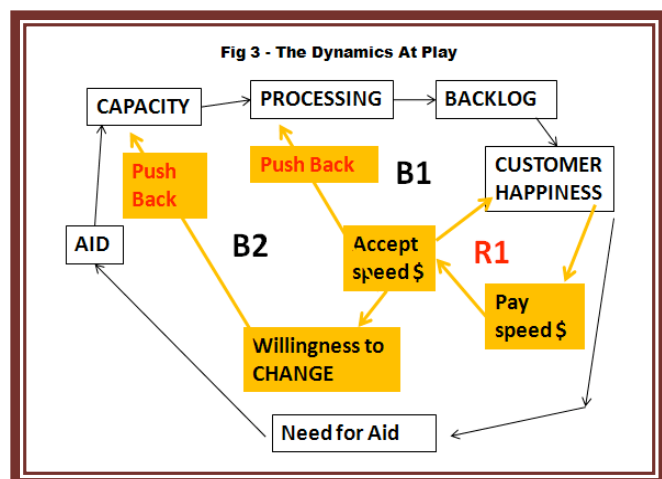 Fig 3 - The Dynamics At Play
CAPACITY
PROCESSING
BACKLOG
Push
Back
Push Back
B1
CUSTOMER
HAPPINESS
AID
B2
Accept
speed $
R1
Pay
speed $
Willingness to
CHANGE
Need for Aid